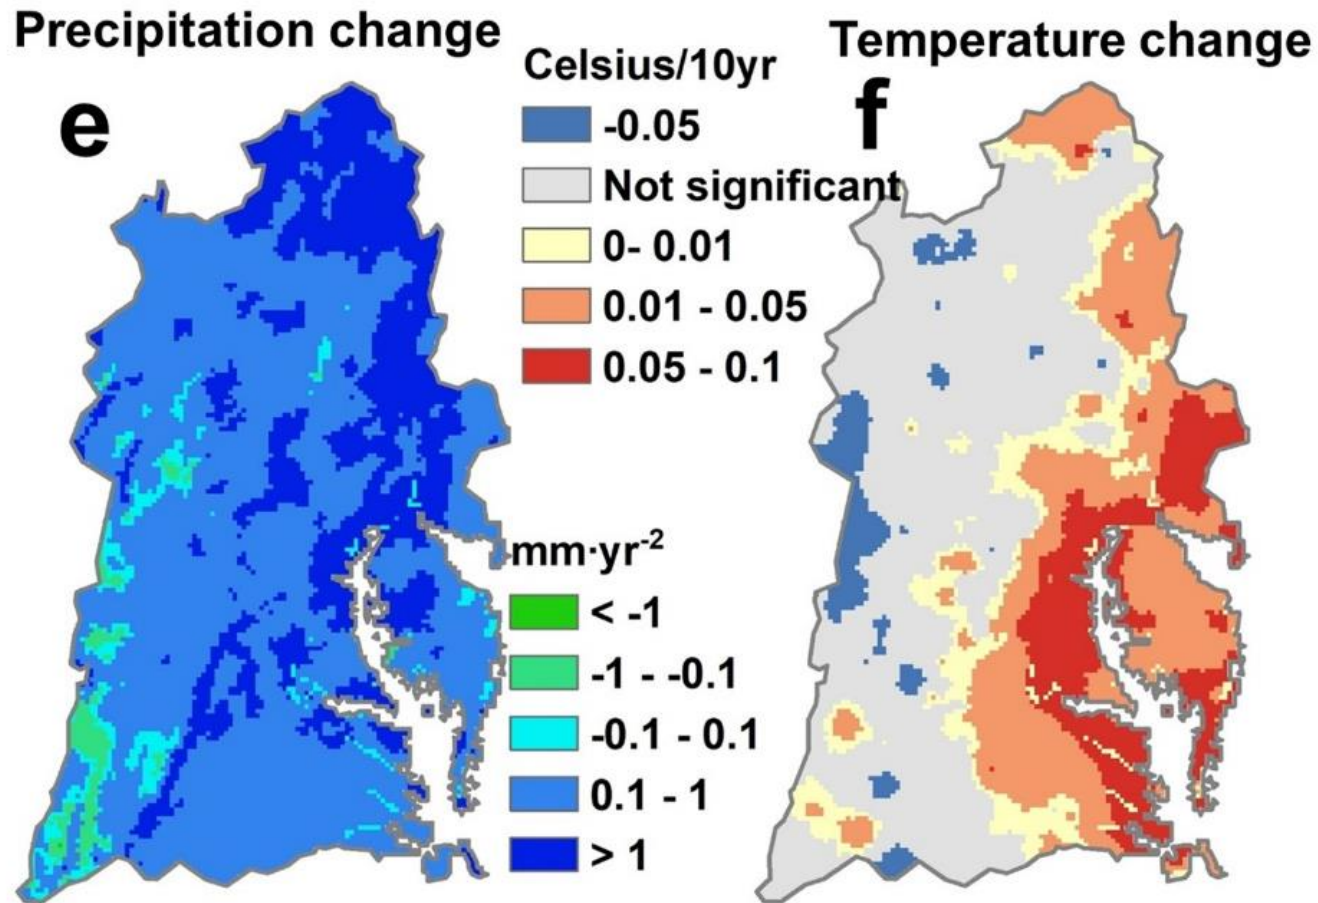 Precipitation change
Temperature change
e
Celsius/10yr
-0.05
Not significant
0- 0.01
0.01 - 0.05
0.05 - 0.1
f
mm·yr⁻²
< -1
-1 - -0.1
-0.1 - 0.1
0.1 - 1
> 1